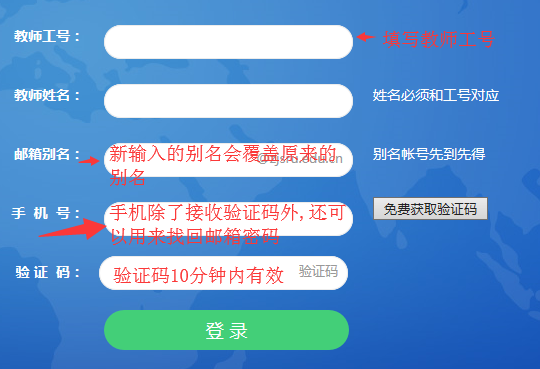 教师工号： 填写教师工号
教师姓名： 姓名必须和工号对应
邮箱别名： 新输入的别名会覆盖原来的 别名帐号先到先得
别名
手 机 号： 手机除了接收验证码外,还可 免费获取验证码
以用来找回邮箱密码
验 证 码： 验证码10分钟内有效 验证码
登 录